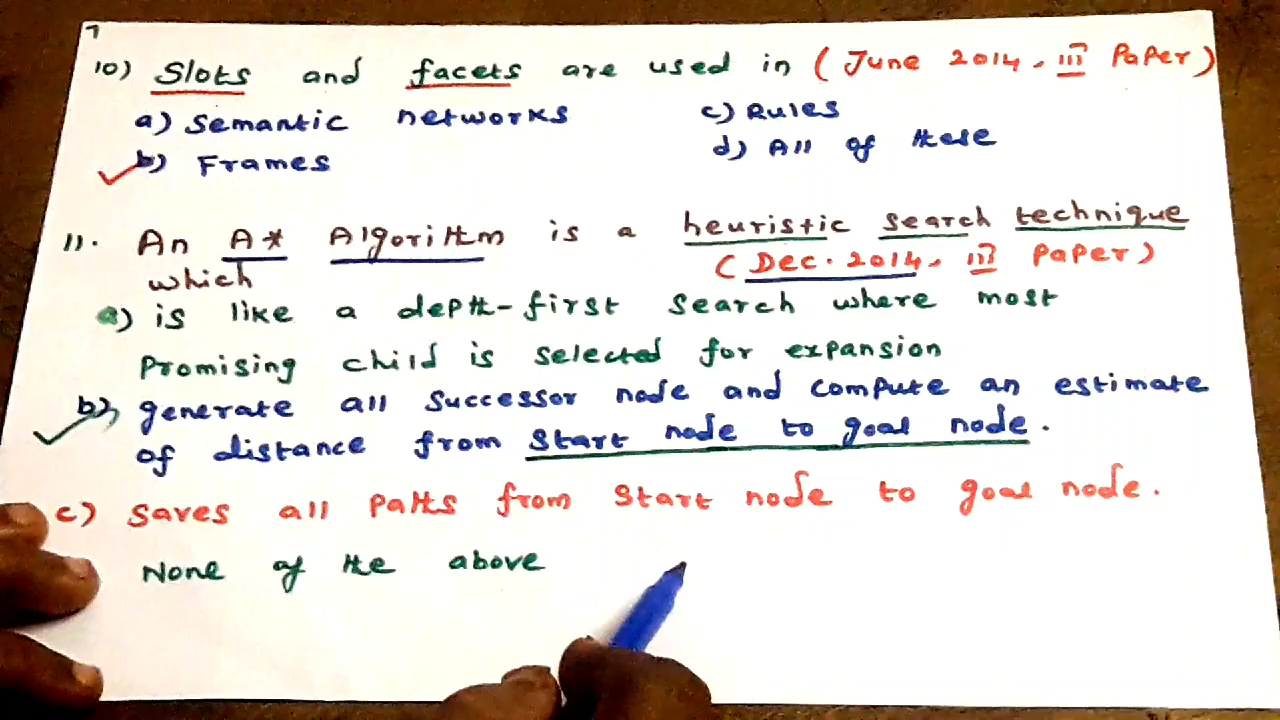 10) Slots and facets are used in (June 2014, III Paper)
a) Semantic networks c) Rules
b) Frames d) All of these
11. An A* Algorithm is a heuristic search technique
which (Dec. 2014, III Paper)
a) is like a depth-first search where most
Promising child is selected for expansion
b) generate all successor node and compute an estimate
of distance from start node to goal node.
c) saves all paths from start node to goal node.
None of the above